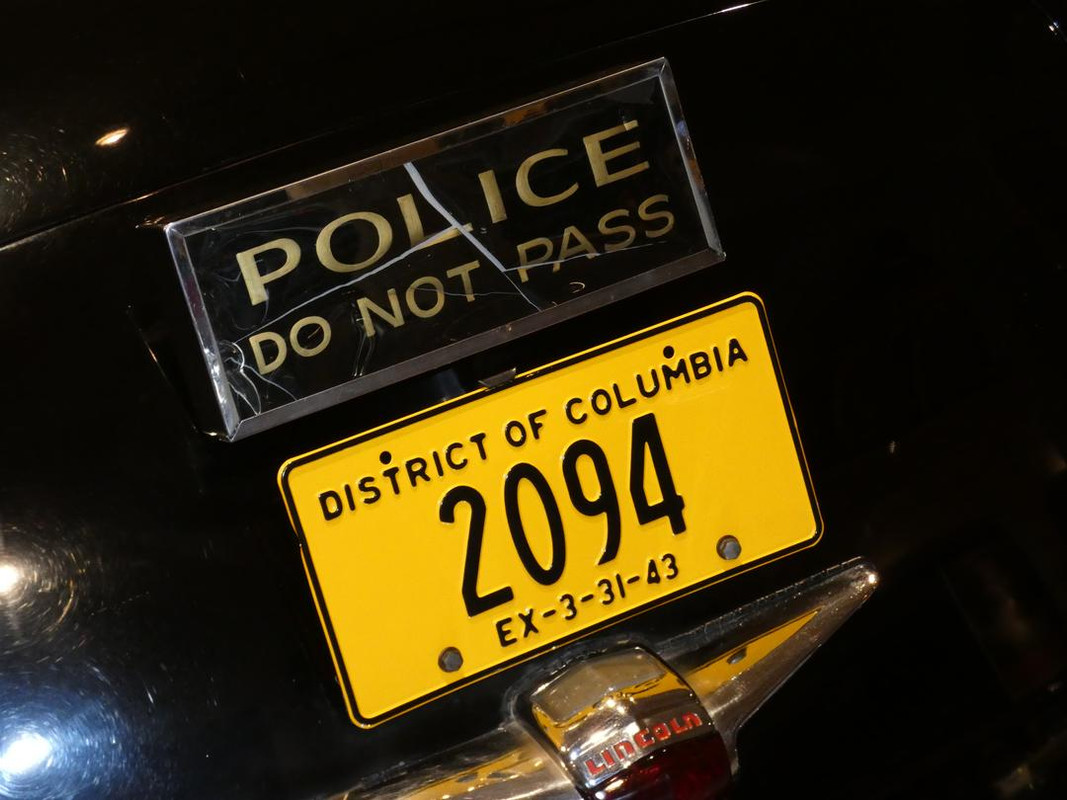 POLICE
DO NOT PASS
DISTRICT OF COLUMBIA
2094
EX-3-31-43
LINCOLN